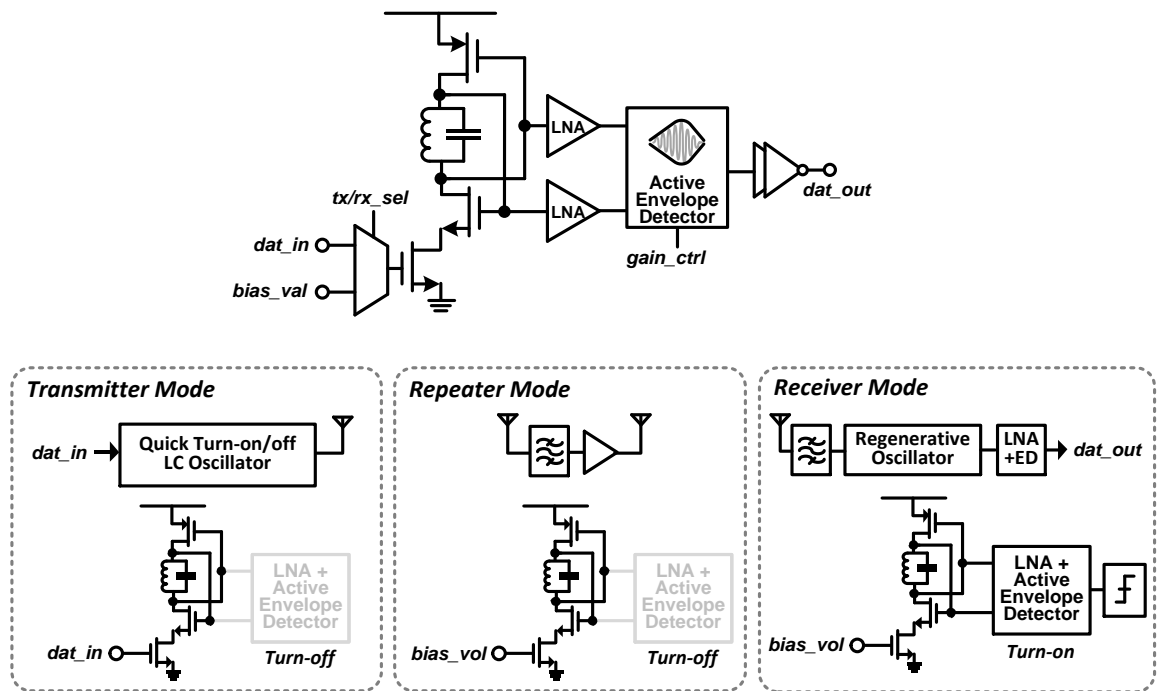 LNA
LNA
Active
Envelope
Detector
dat_out
tx/rx_sel
dat_in
bias_val
gain_ctrl
Transmitter Mode
dat_in
Quick Turn-on/off
LC Oscillator
LNA +
Active
Envelope
Detector
dat_in
Turn-off
Repeater Mode
LNA +
Active
Envelope
Detector
bias_vol
Turn-off
Receiver Mode
Regenerative
Oscillator
LNA
+ED
dat_out
LNA +
Active
Envelope
Detector
bias_vol
Turn-on